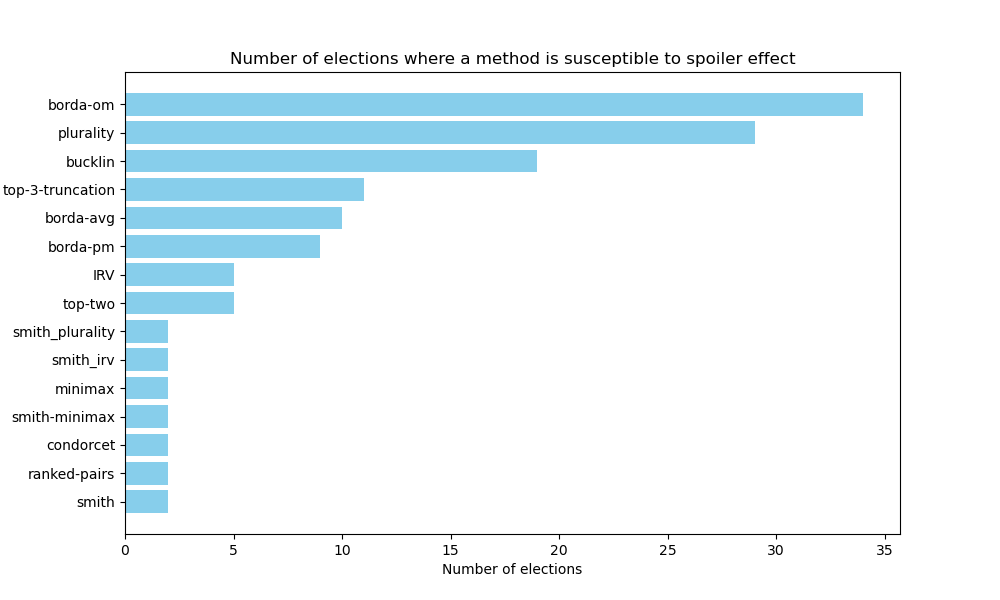 Number of elections where a method is susceptible to spoiler effect
borda-om
plurality
bucklin
top-3-truncation
borda-avg
borda-pm
IRV
top-two
smith_plurality
smith_irv
minimax
smith-minimax
condorcet
ranked-pairs
smith
0 5 10 15 20 25 30 35
Number of elections